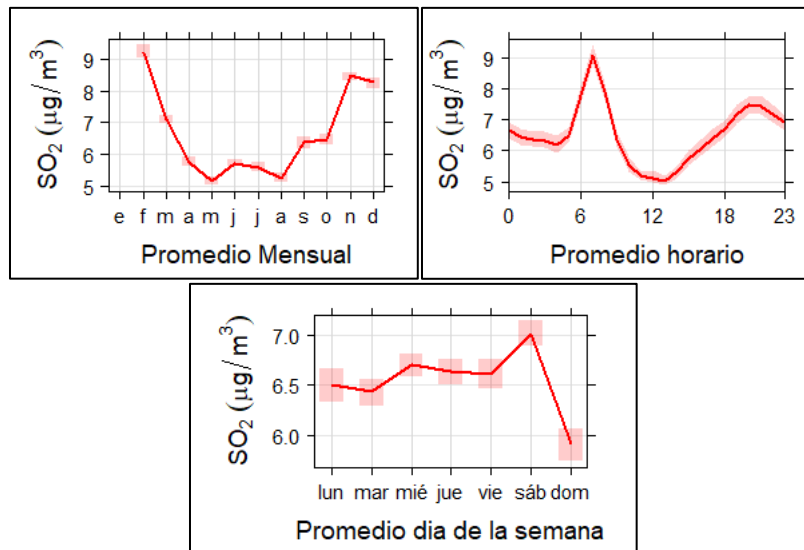 SO2 (µg/m3)
9
8
7
6
5
e f m a m j j a s o n d
Promedio Mensual
SO2 (µg/m3)
9
8
7
6
5
0 6 12 18 23
Promedio horario
SO2 (µg/m3)
7.0
6.5
6.0
lun mar mié jue vie sáb dom
Promedio dia de la semana